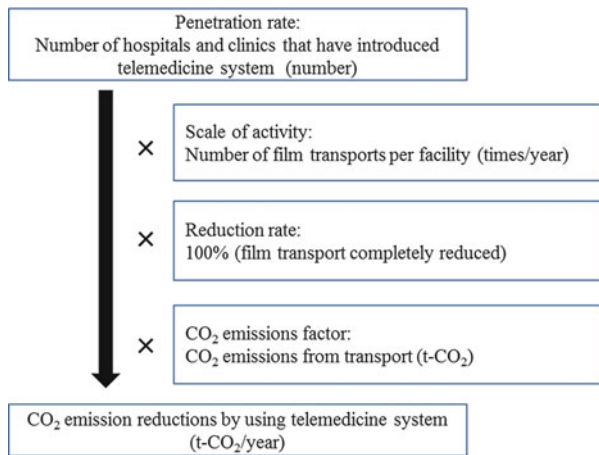 Penetration rate:
Number of hospitals and clinics that have introduced
telemedicine system (number)
×
Scale of activity:
Number of film transports per facility (times/year)
×
Reduction rate:
100% (film transport completely reduced)
×
CO₂ emissions factor:
CO₂ emissions from transport (t-CO₂)
CO₂ emission reductions by using telemedicine system
(t-CO₂/year)